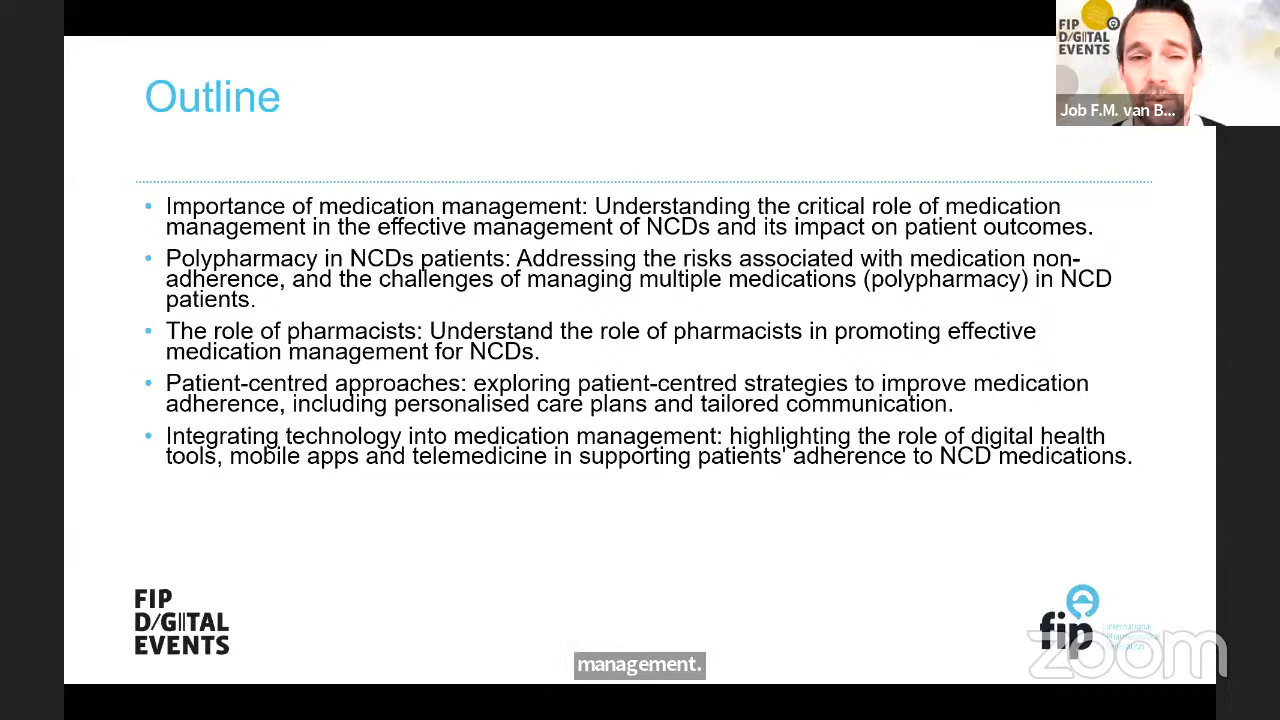 Outline
• Importance of medication management: Understanding the critical role of medication
management in the effective management of NCDs and its impact on patient outcomes.
• Polypharmacy in NCDs patients: Addressing the risks associated with medication non-
adherence, and the challenges of managing multiple medications (polypharmacy) in NCD
patients.
• The role of pharmacists: Understand the role of pharmacists in promoting effective
medication management for NCDs.
• Patient-centred approaches: exploring patient-centred strategies to improve medication
adherence, including personalised care plans and tailored communication.
• Integrating technology into medication management: highlighting the role of digital health
tools, mobile apps and telemedicine in supporting patients' adherence to NCD medications.
FIP
D/GITAL
EVENTS
Job F.M. van B...
FIP
D/GITAL
EVENTS
management.
fip
International
Pharmaceutical
Federation
zoom